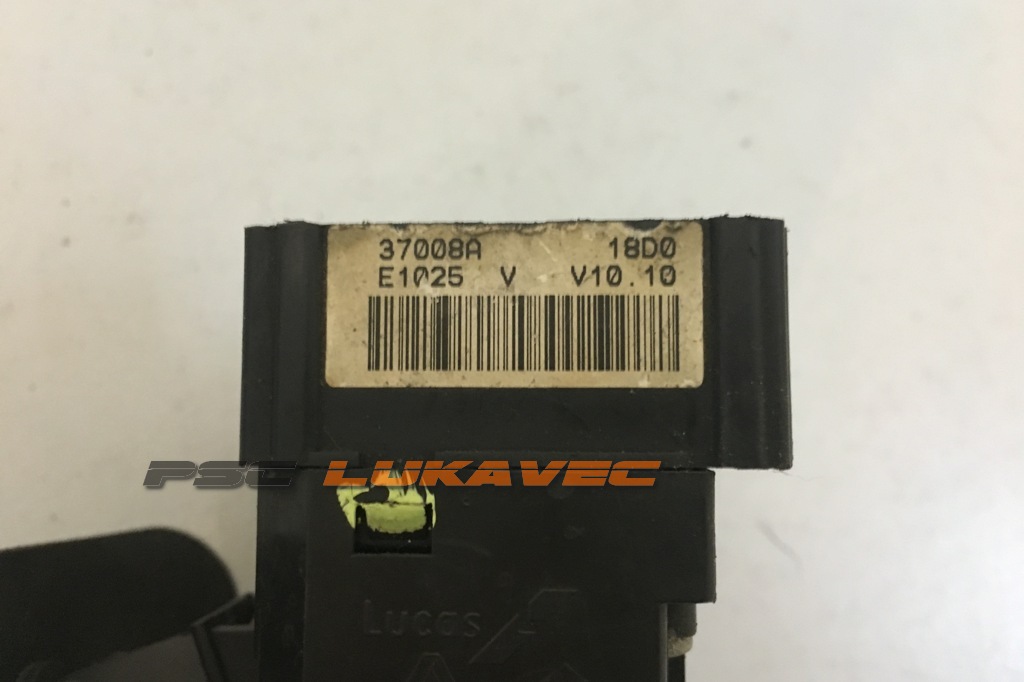 37008A 18D0
E1025 V V10.10
PSC LUKAVEC
Lucas